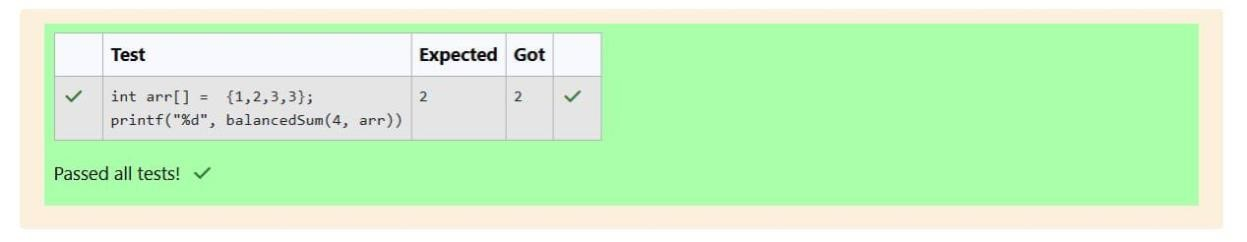 Test Expected Got
int arr[] =  {1,2,3,3}; 2 2
printf("%d", balancedSum(4, arr))
Passed all tests!